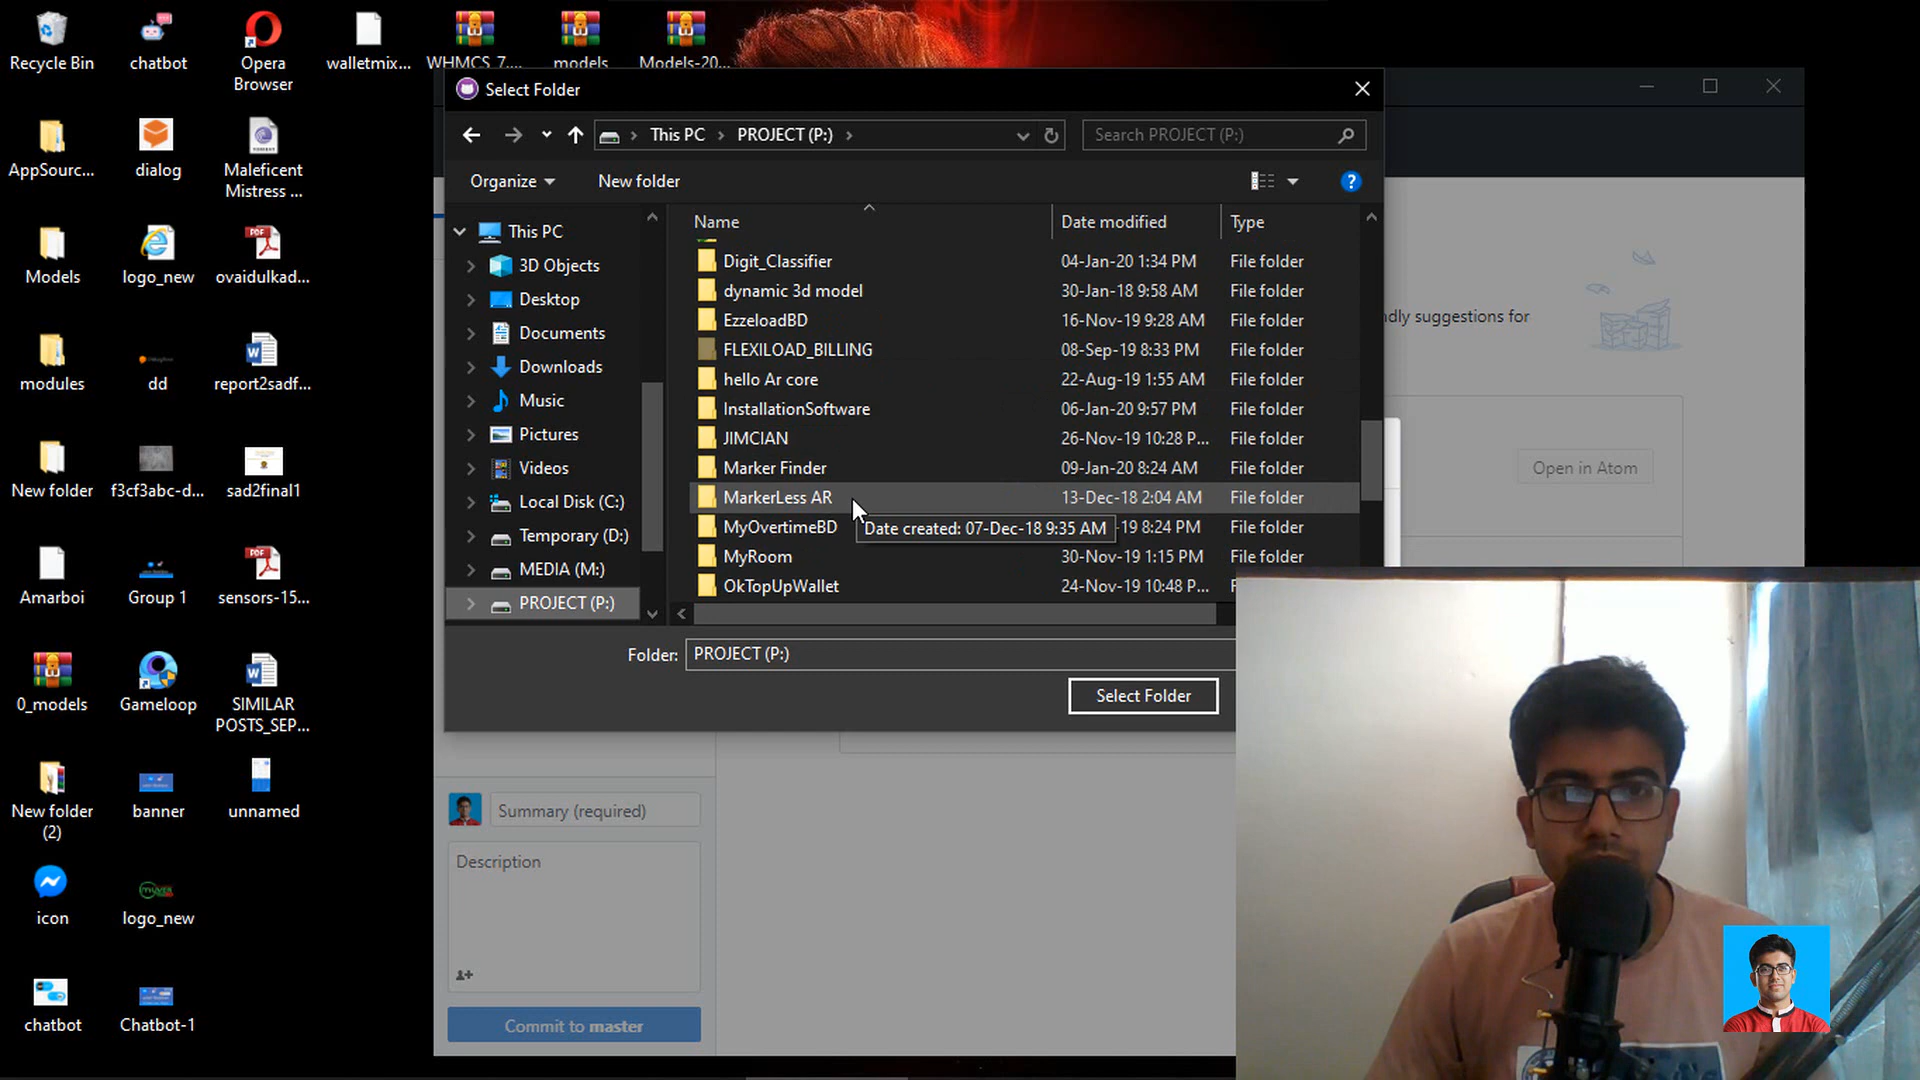 Recycle Bin
chatbot
Opera
Browser
walletmix...
WHMCS_7....
models
Models-20...
AppSourc...
dialog
Maleficent
Mistress ...
Models
logo_new
ovaidulkad...
modules
dd
report2sadf...
New folder
f3cf3abc-d...
sad2final1
Amarboi
Group 1
sensors-15...
0_models
Gameloop
SIMILAR
POSTS_SEP...
New folder
(2)
banner
unnamed
icon
logo_new
chatbot
Chatbot-1
Select Folder
This PC
PROJECT (P:)
Search PROJECT (P:)
Organize
New folder
This PC
3D Objects
Desktop
Documents
Downloads
Music
Pictures
Videos
Local Disk (C:)
Temporary (D:)
MEDIA (M:)
PROJECT (P:)
Name Date modified Type
Digit_Classifier 04-Jan-20 1:34 PM File folder
dynamic 3d model 30-Jan-18 9:58 AM File folder
EzzeloadBD 16-Nov-19 9:28 AM File folder
FLEXILOAD_BILLING 08-Sep-19 8:33 PM File folder
hello Ar core 22-Aug-19 1:55 AM File folder
InstallationSoftware 06-Jan-20 9:57 PM File folder
JIMCIAN 26-Nov-19 10:28 P... File folder
Marker Finder 09-Jan-20 8:24 AM File folder
MarkerLess AR 13-Dec-18 2:04 AM File folder
MyOvertimeBD -19 8:24 PM File folder
Date created: 07-Dec-18 9:35 AM
MyRoom 30-Nov-19 1:15 PM File folder
OkTopUpWallet 24-Nov-19 10:48 P...
Folder: PROJECT (P:)
Select Folder
dly suggestions for
Open in Atom
Summary (required)
Description
Commit to master